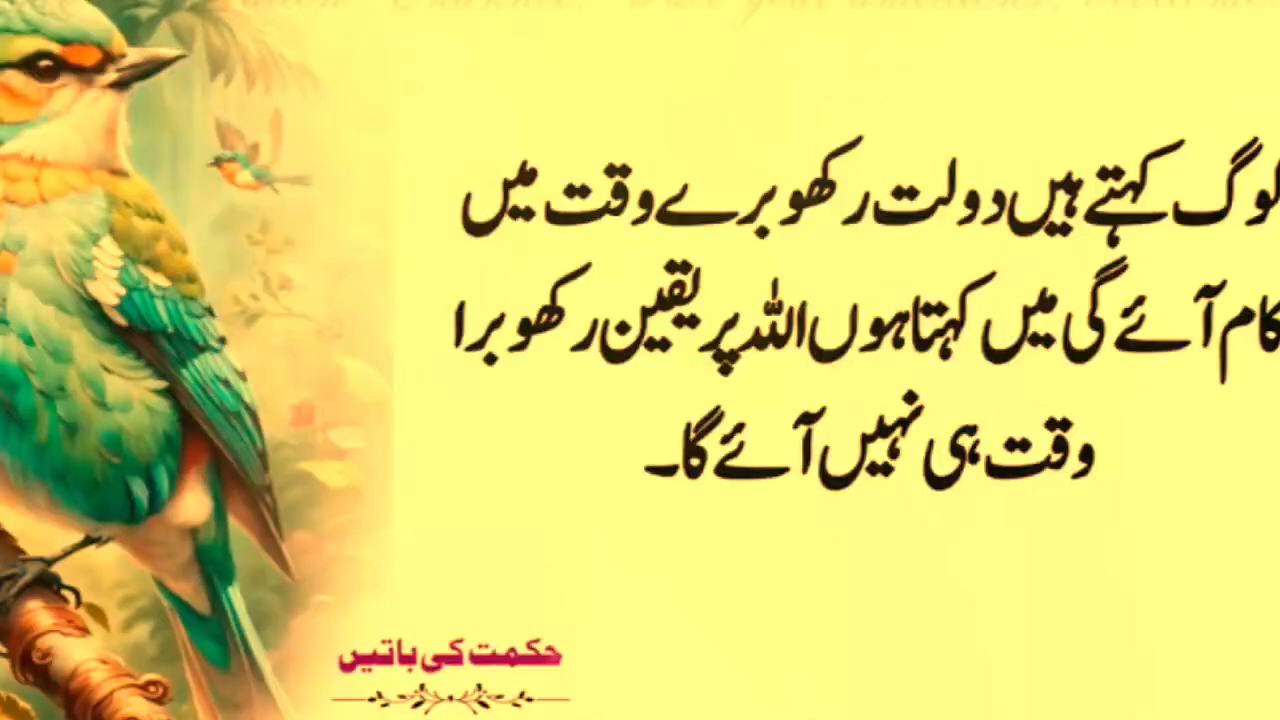 لوگ کہتے ہیں دولت رکھو برے وقت میں
کام آئے گی میں کہتا ہوں اللہ پر یقین رکھو برا
وقت ہی نہیں آئے گا۔
حکمت کی باتیں